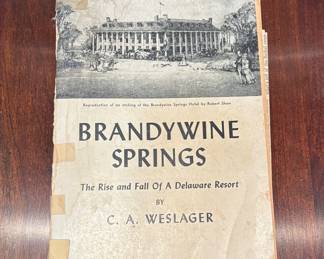 Reproduction of an etching of the Brandywine Springs Hotel by Robert Shaw
BRANDYWINE
SPRINGS
The Rise and Fall Of A Delaware Resort
BY
C. A. WESLAGER